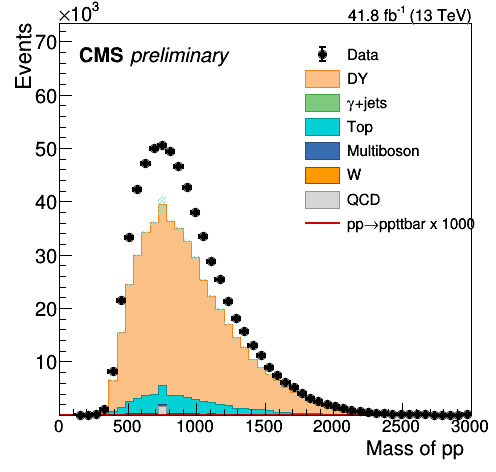 ×10³
41.8 fb⁻¹ (13 TeV)
Events
CMS preliminary
Data
DY
γ+jets
Top
Multiboson
W
QCD
pp→ppttbar x 1000
70
60
50
40
30
20
10
0 500 1000 1500 2000 2500 3000
Mass of pp